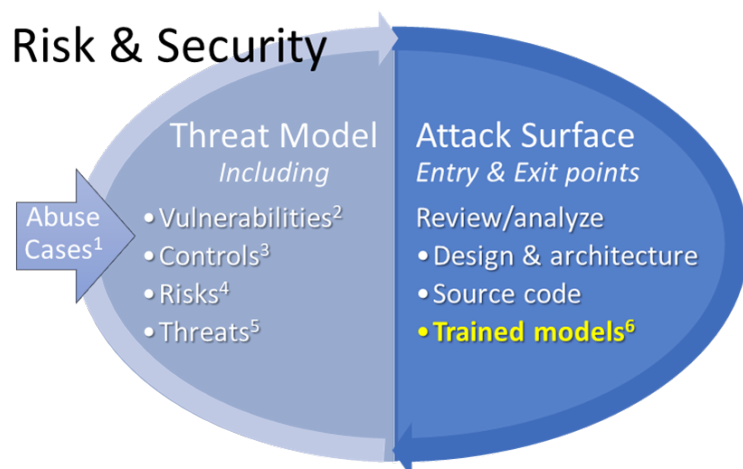 Risk & Security
Abuse
Cases¹
Threat Model
Including
•Vulnerabilities²
•Controls³
•Risks⁴
•Threats⁵
Attack Surface
Entry & Exit points
Review/analyze
•Design & architecture
•Source code
•Trained models⁶